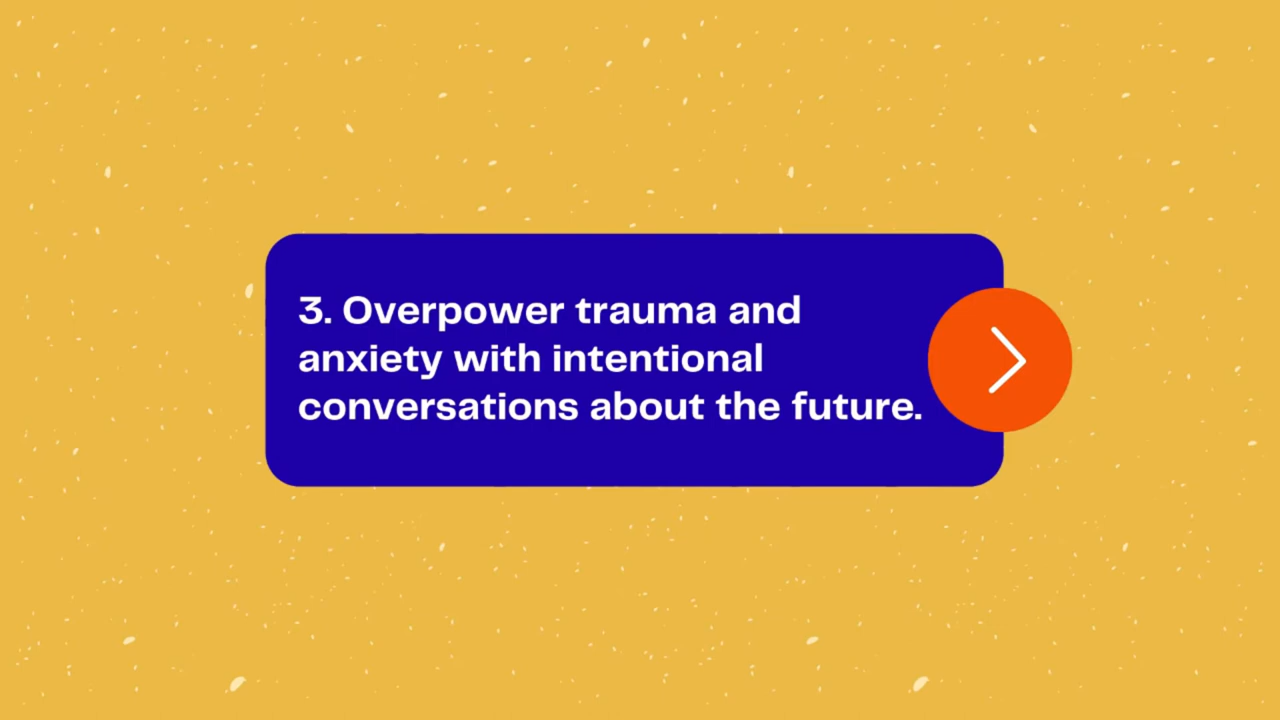 3. Overpower trauma and
anxiety with intentional
conversations about the future.